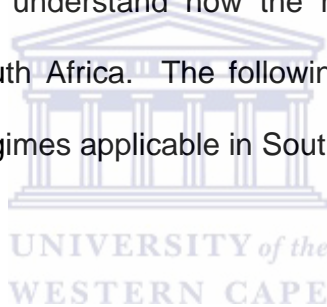 understand how the
uth Africa. The followin
gimes applicable in Sout
UNIVERSITY of the
WESTERN CAPE